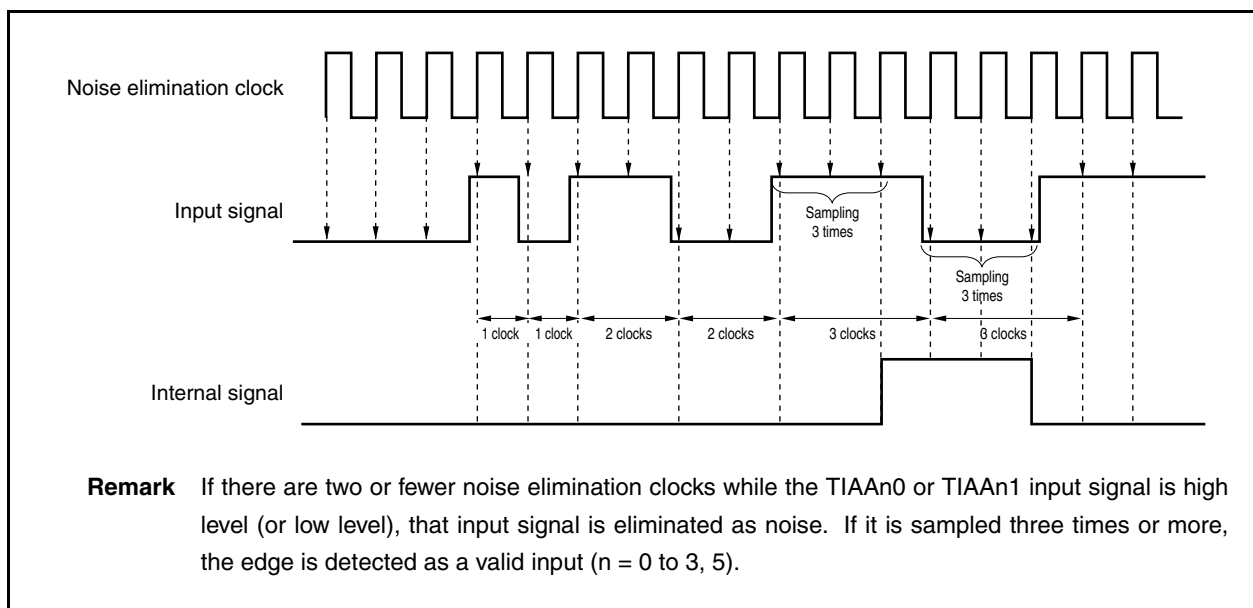 Noise elimination clock
Input signal
Sampling
3 times
Sampling
3 times
1 clock 1 clock 2 clocks 2 clocks 3 clocks 3 clocks
Internal signal
Remark If there are two or fewer noise elimination clocks while the TIAAn0 or TIAAn1 input signal is high
level (or low level), that input signal is eliminated as noise. If it is sampled three times or more,
the edge is detected as a valid input (n = 0 to 3, 5).